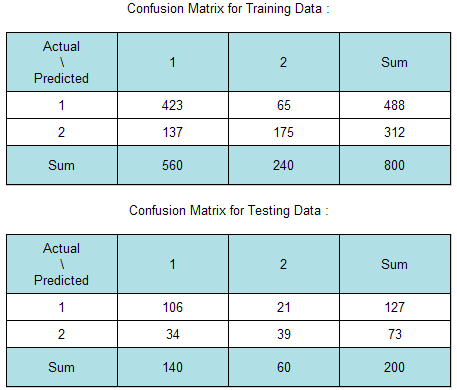 Confusion Matrix for Training Data :
Actual
\
Predicted
1 2 Sum
1 423 65 488
2 137 175 312
Sum 560 240 800
Confusion Matrix for Testing Data :
Actual
\
Predicted
1 2 Sum
1 106 21 127
2 34 39 73
Sum 140 60 200